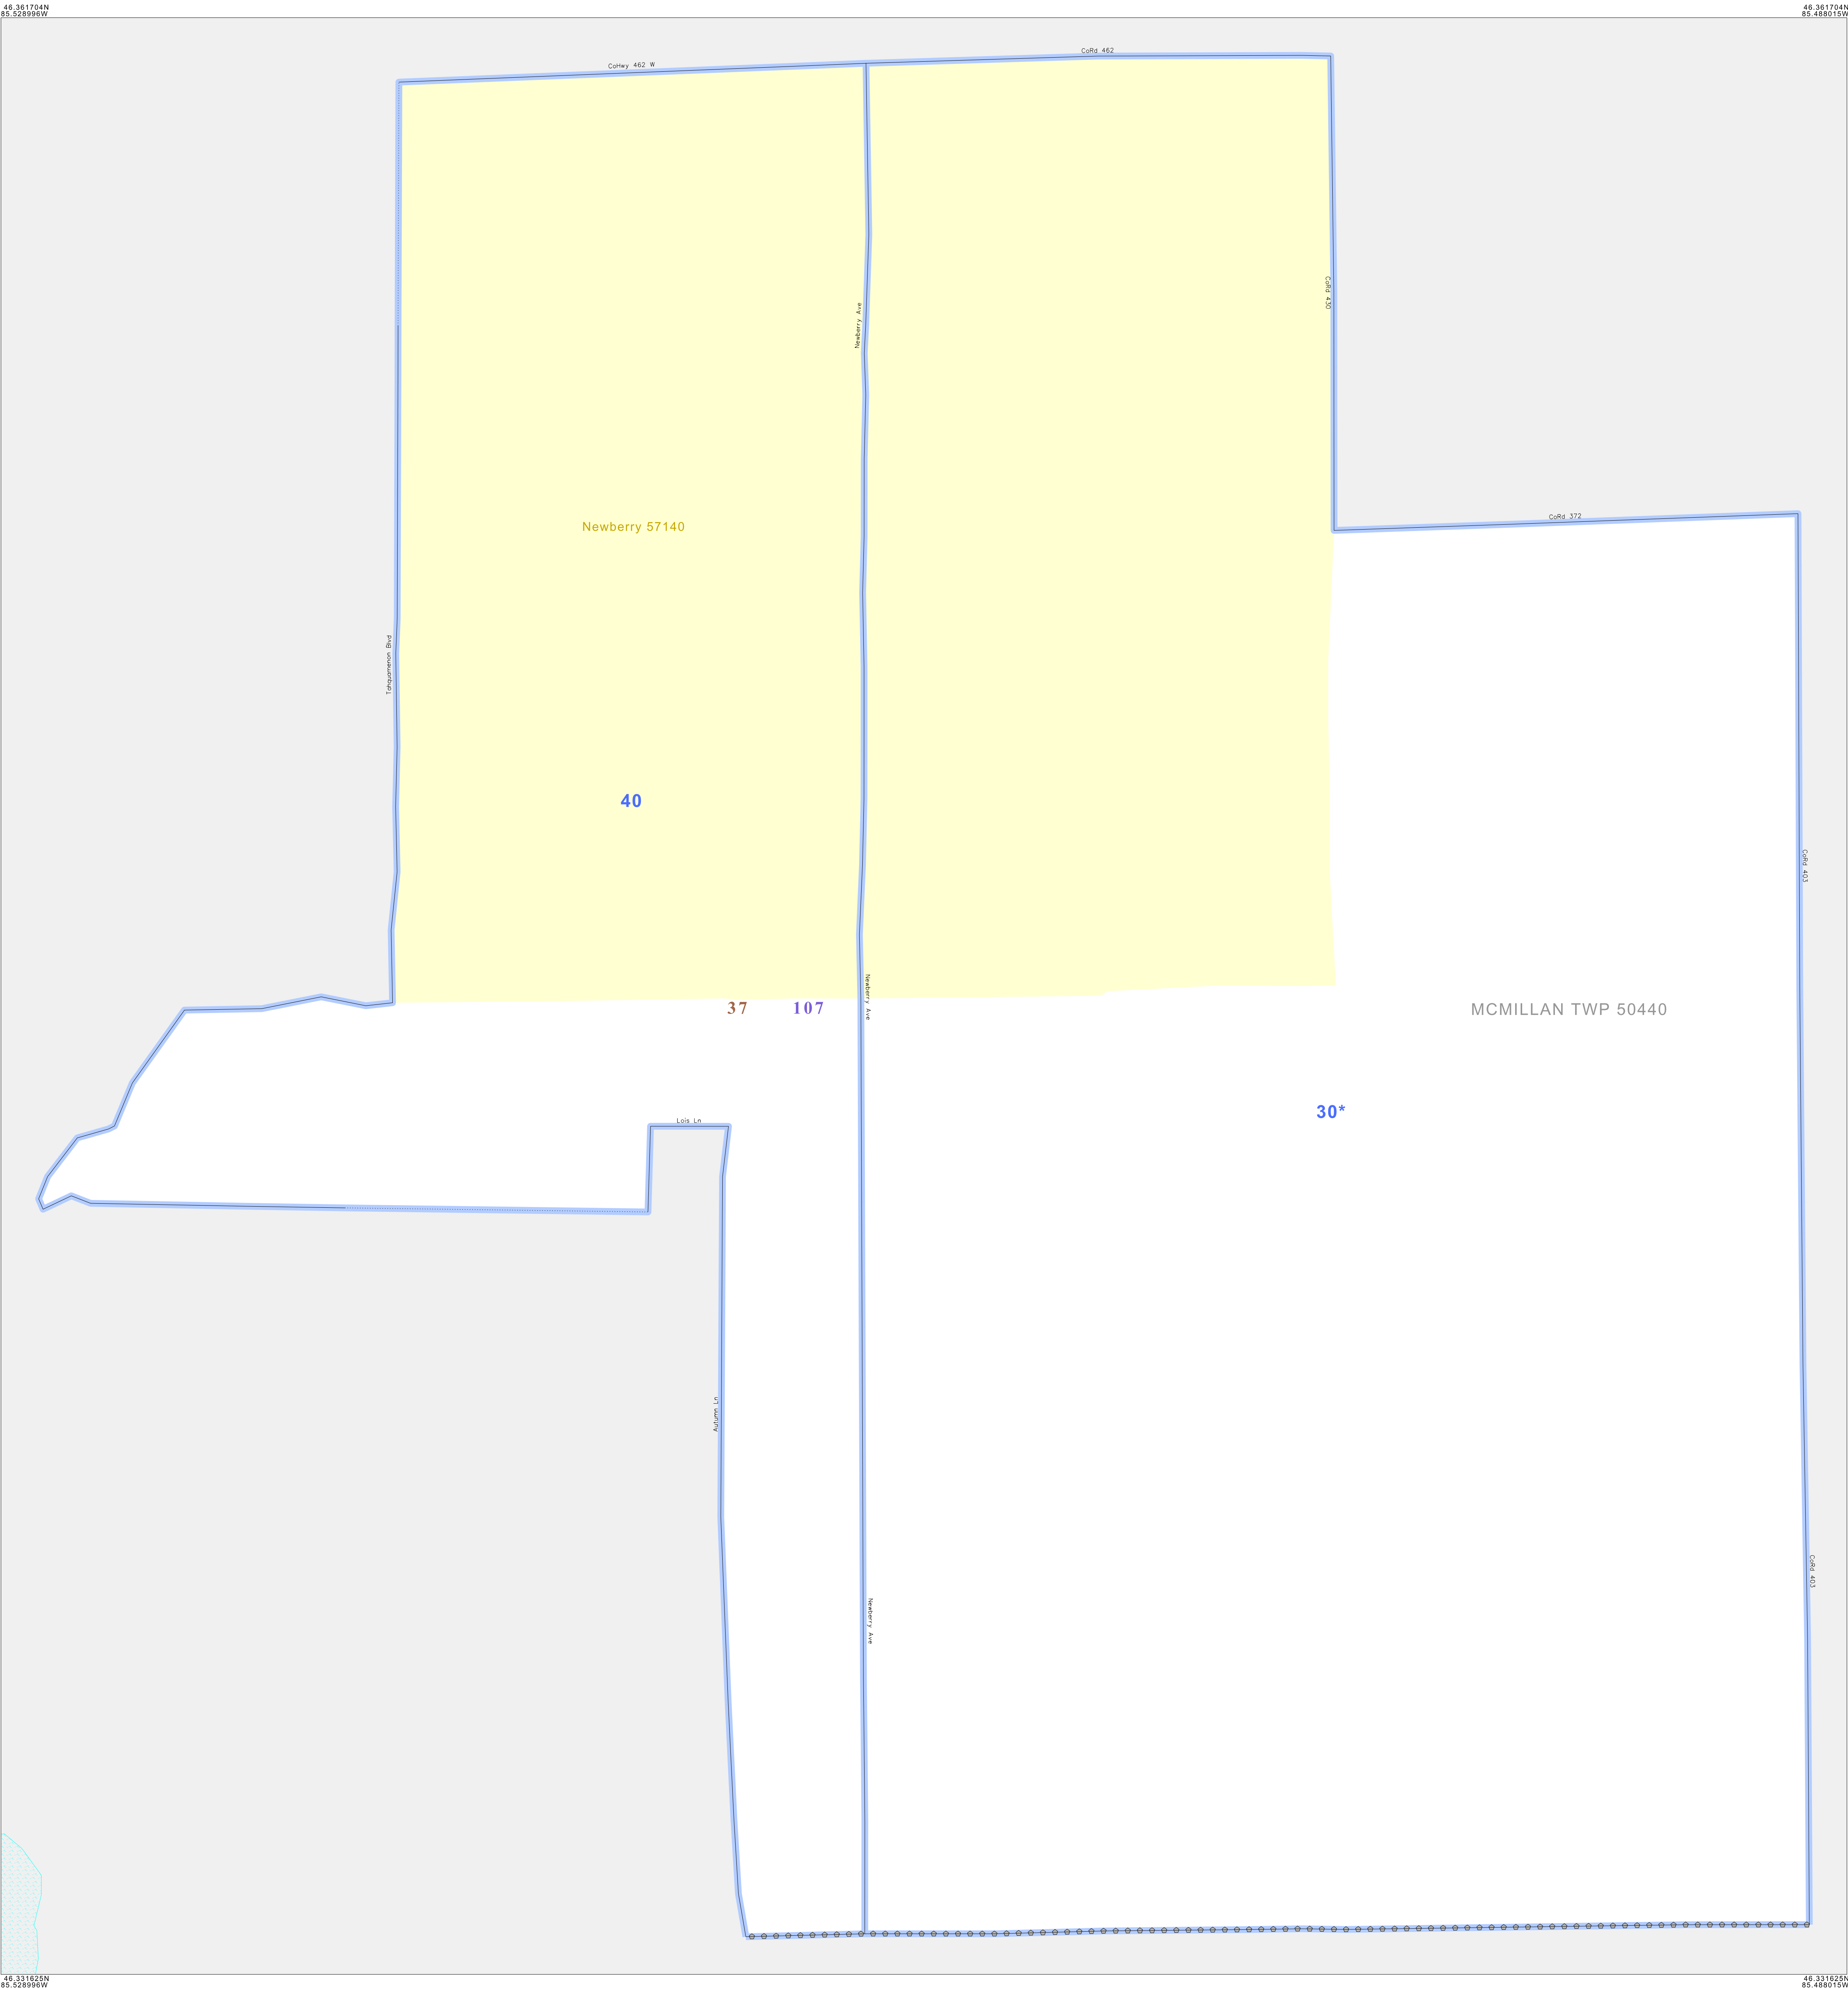 46.361704N
85.528996W
46.361704N
85.488015W
CoRd 462
CoHwy 462 W
CoRd 430
Newberry Ave
CoRd 372
Newberry 57140
Tahquamenon Blvd
40
CoRd 403
Newberry Ave
37
107
MCMILLAN TWP 50440
30*
Lois Ln
Autumn Ln
CoRd 403
Newberry Ave
46.331625N
85.528996W
46.331625N
85.488015W